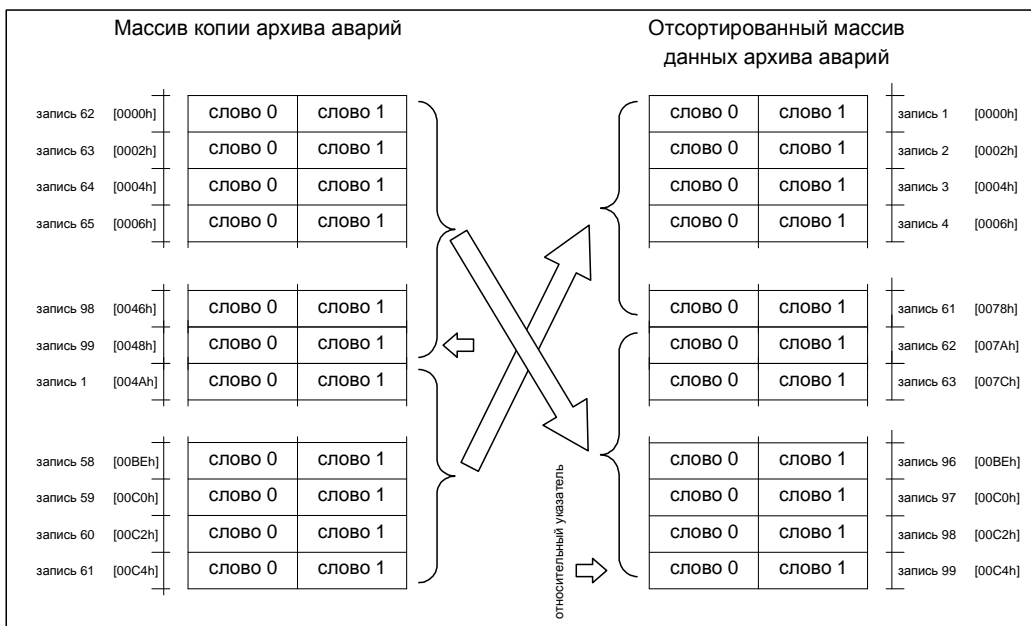 Массив копии архива аварий
Отсортированный массив
данных архива аварий
запись 62 [0000h] слово 0 слово 1
запись 63 [0002h] слово 0 слово 1
запись 64 [0004h] слово 0 слово 1
запись 65 [0006h] слово 0 слово 1
запись 98 [0046h] слово 0 слово 1
запись 99 [0048h] слово 0 слово 1
запись 1 [004Ah] слово 0 слово 1
запись 58 [00BEh] слово 0 слово 1
запись 59 [00C0h] слово 0 слово 1
запись 60 [00C2h] слово 0 слово 1
запись 61 [00C4h] слово 0 слово 1
относительный указатель
слово 0 слово 1 запись 1 [0000h]
слово 0 слово 1 запись 2 [0002h]
слово 0 слово 1 запись 3 [0004h]
слово 0 слово 1 запись 4 [0006h]
слово 0 слово 1 запись 61 [0078h]
слово 0 слово 1 запись 62 [007Ah]
слово 0 слово 1 запись 63 [007Ch]
слово 0 слово 1 запись 96 [00BEh]
слово 0 слово 1 запись 97 [00C0h]
слово 0 слово 1 запись 98 [00C2h]
слово 0 слово 1 запись 99 [00C4h]